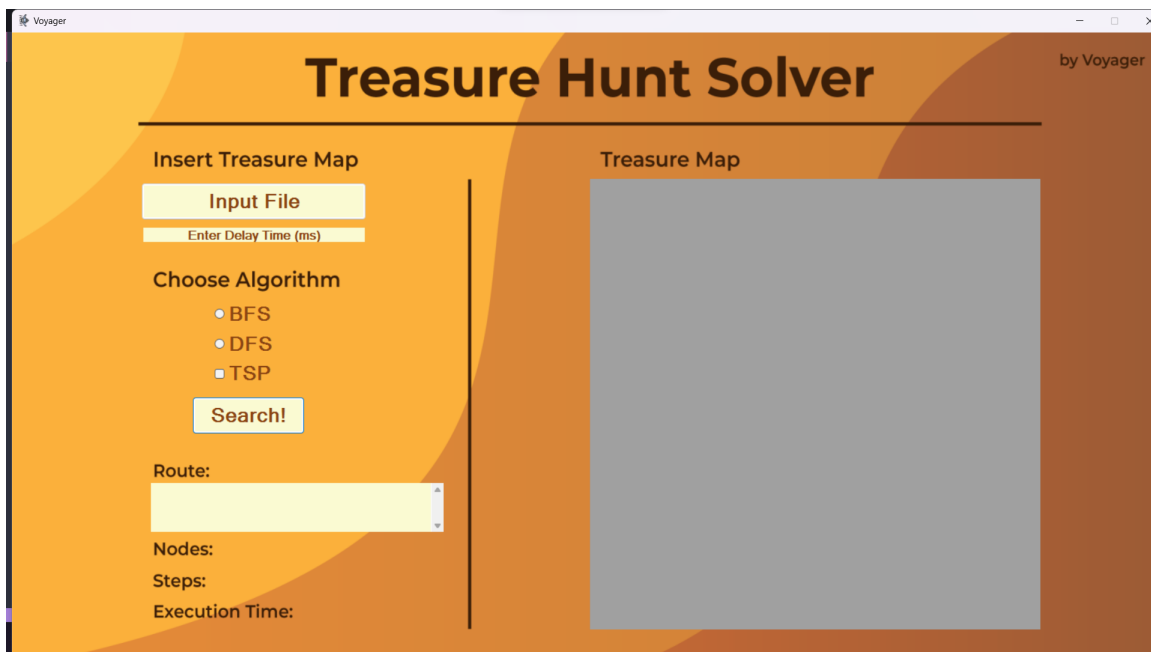 Voyager
Treasure Hunt Solver
by Voyager
Insert Treasure Map
Input File
Enter Delay Time (ms)
Choose Algorithm
BFS
DFS
TSP
Search!
Route:
Nodes:
Steps:
Execution Time:
Treasure Map